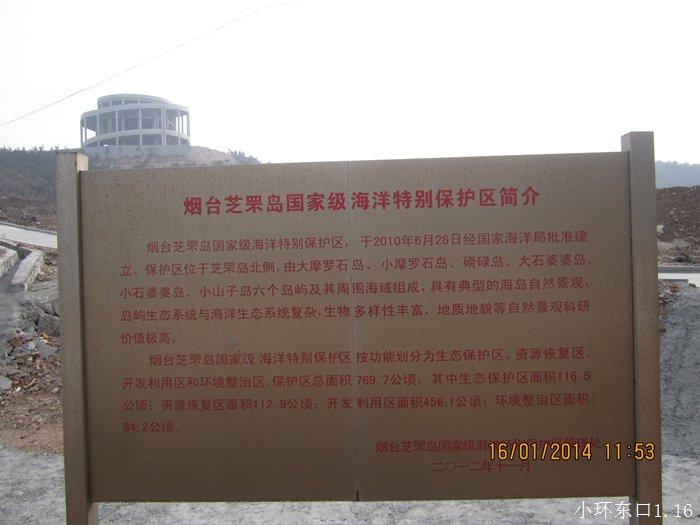 烟台芝罘岛国家级海洋特别保护区简介
烟台芝罘岛国家级海洋特别保护区，于2010年6月28日经国家海洋局批准建
立。保护区位于芝罘岛北侧，由大摩罗石岛、小摩罗石岛、碍碌岛、大石婆婆岛、
小石婆婆岛、小山子岛六个岛屿及其周围海域组成，具有典型的海岛自然景观，
岛屿生态系统与海洋生态系统复杂，生物多样性丰富，地质地貌等自然景观科研
价值极高。
烟台芝罘岛国家级海洋特别保护区按功能划分为生态保护区、资源恢复区、
开发利用区和环境整治区。保护区总面积769.7公顷，其中生态保护区面积116.5
公顷；资源恢复区面积112.9公顷；开发利用区面积456.1公顷；环境整治区面积
84.2公顷。
烟台芝罘岛国家级海洋特别保护区管理处
二〇一二年十一月
16/01/2014 11:53
小环东口1.16